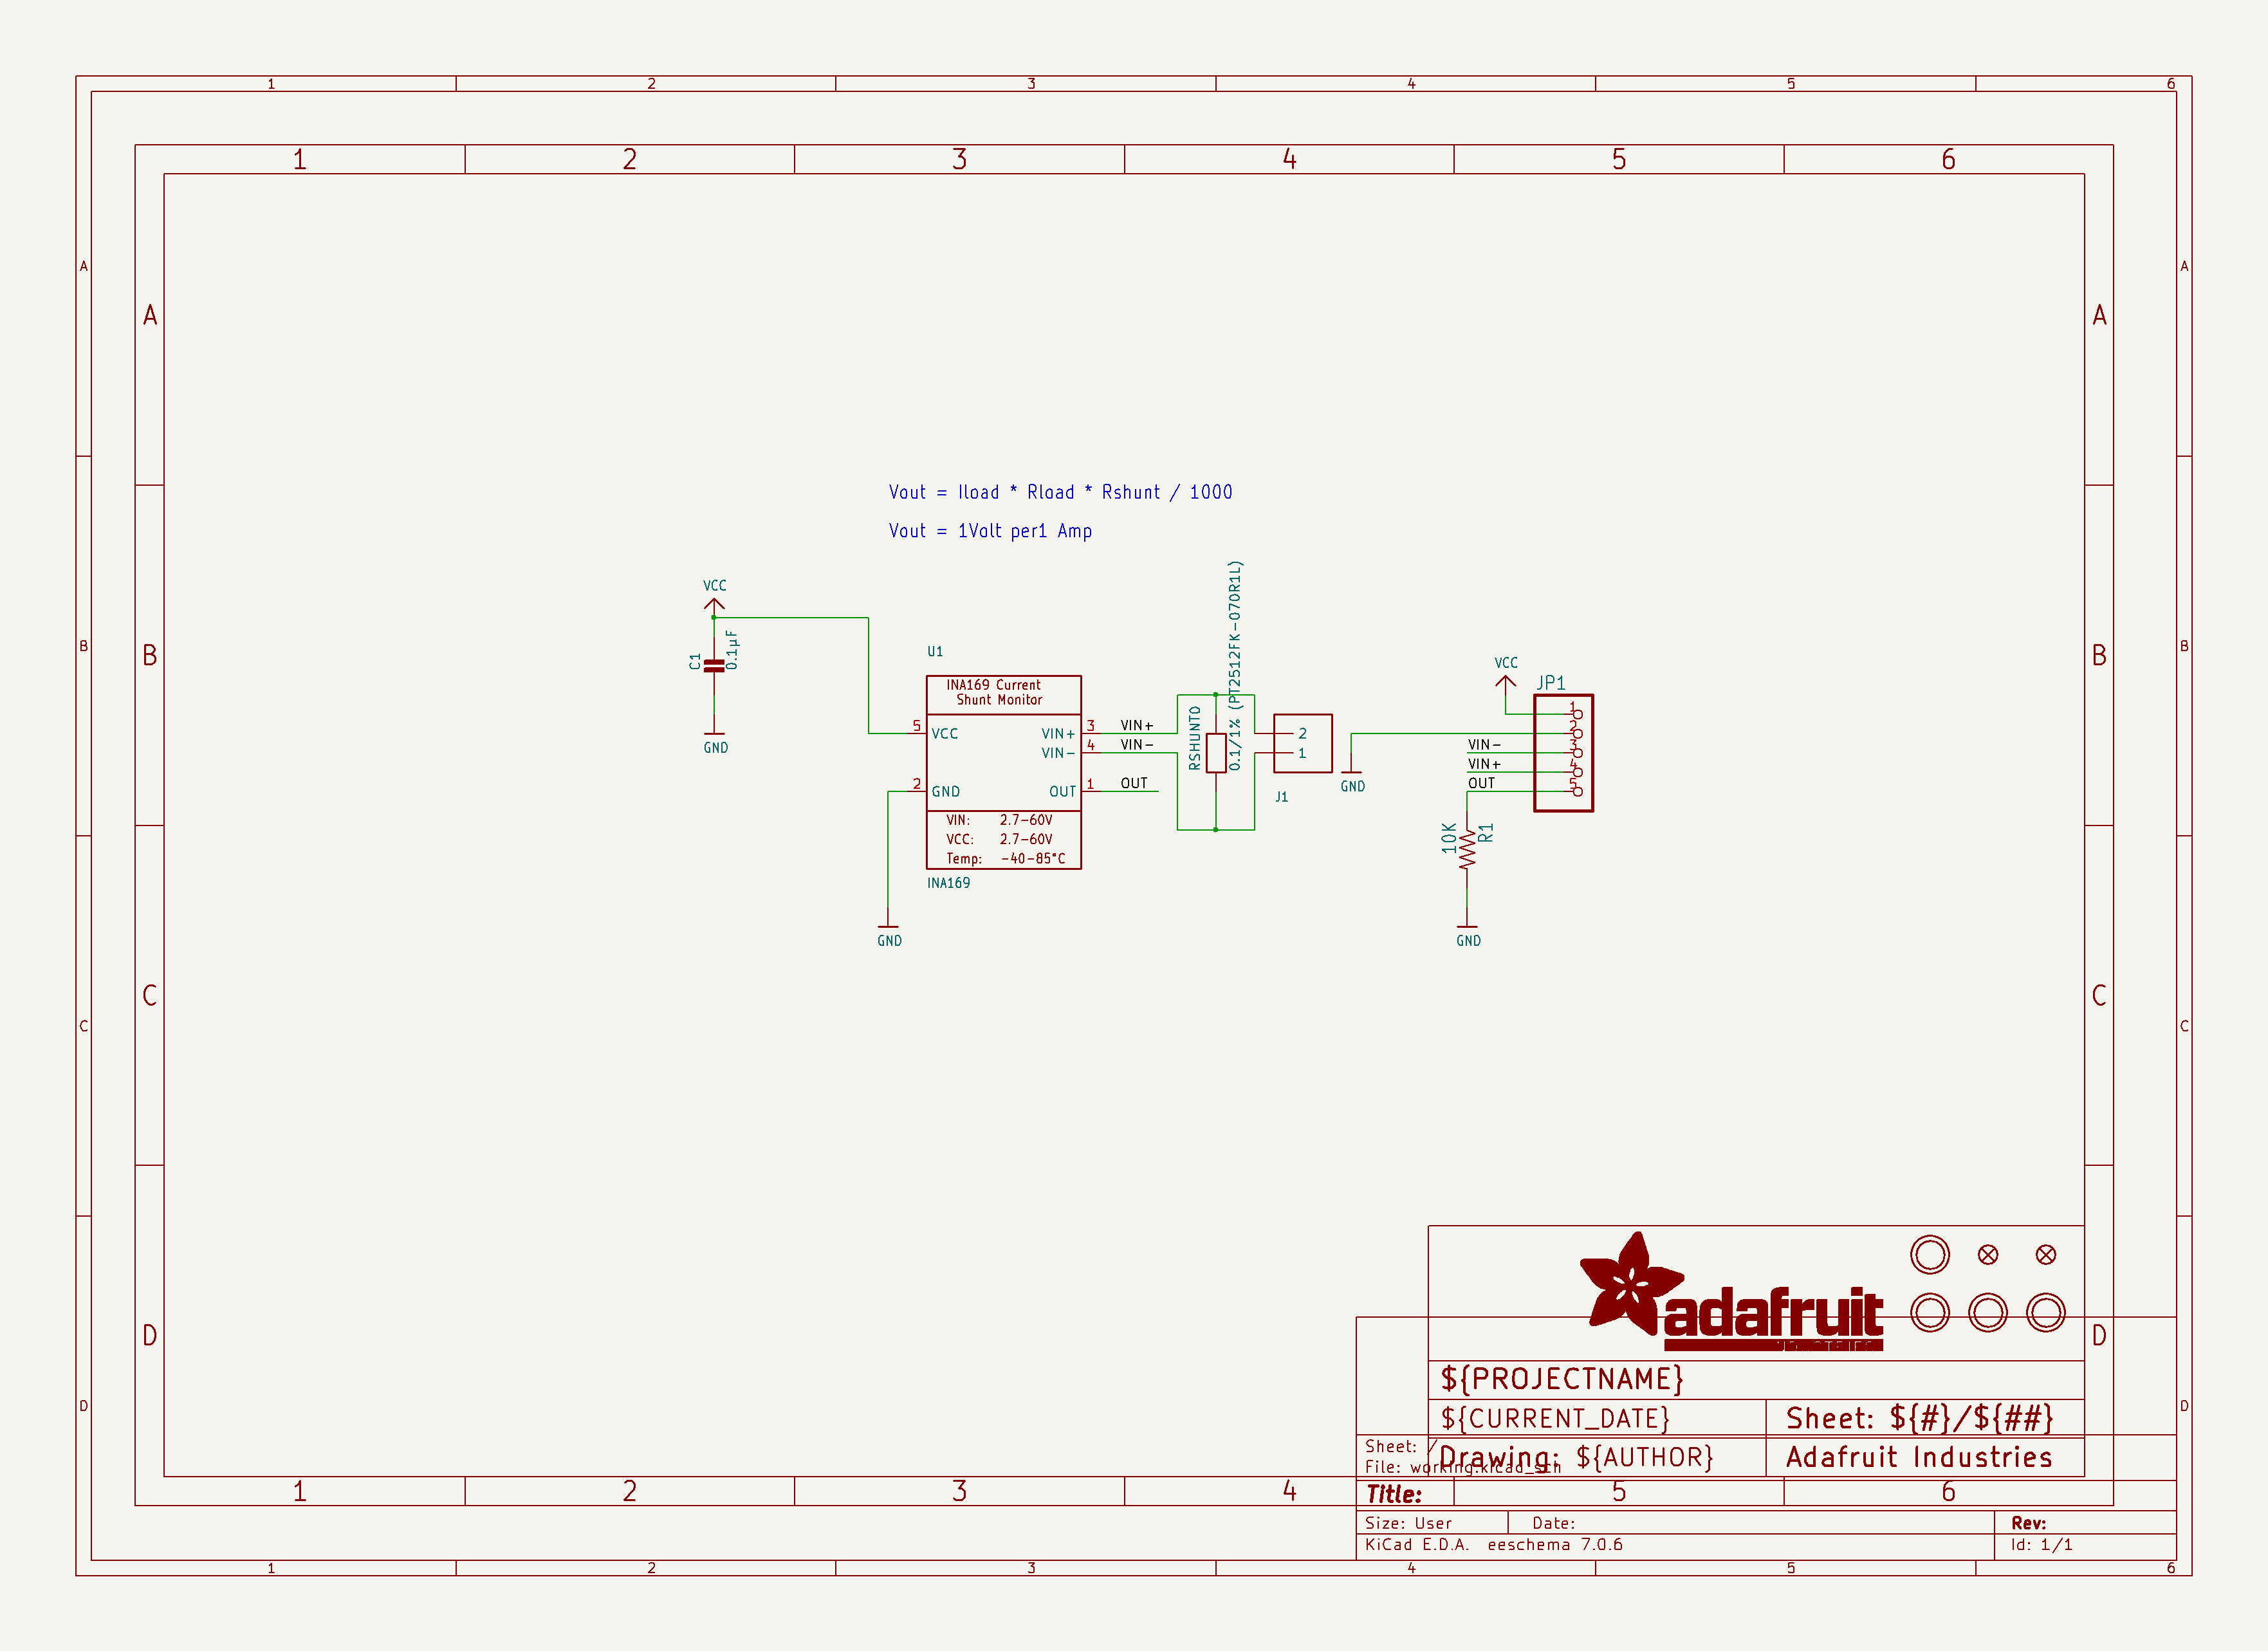 1 2 3 4 5 6
1 2 3 4 5 6
A A
A A
Vout = Iload * Rload * Rshunt / 1000
Vout = 1Volt per1 Amp
VCC
C1
0.1µF
GND
U1
INA169 Current
Shunt Monitor
5 VCC VIN+ 3 VIN+
VIN- 4 VIN-
2 GND OUT 1 OUT
VIN: 2.7-60V
VCC: 2.7-60V
Temp: -40-85°C
INA169
GND
RSHUNT0
0.1/1% (PT2512FK-070R1L)
2
1
J1
VCC
JP1
1
2
3
4
5
GND
VIN-
VIN+
OUT
10K
R1
GND
B B
B B
C C
C C
adafruit
D D
D D
${PROJECTNAME}
${CURRENT_DATE} Sheet: ${#}/${##}
Drawing: ${AUTHOR} Adafruit Industries
Sheet: /
File: working.kicad_sch
1 2 3 4 5 6
Title:
Size: User Date: Rev:
KiCad E.D.A. eeschema 7.0.6 Id: 1/1
1 2 3 4 5 6